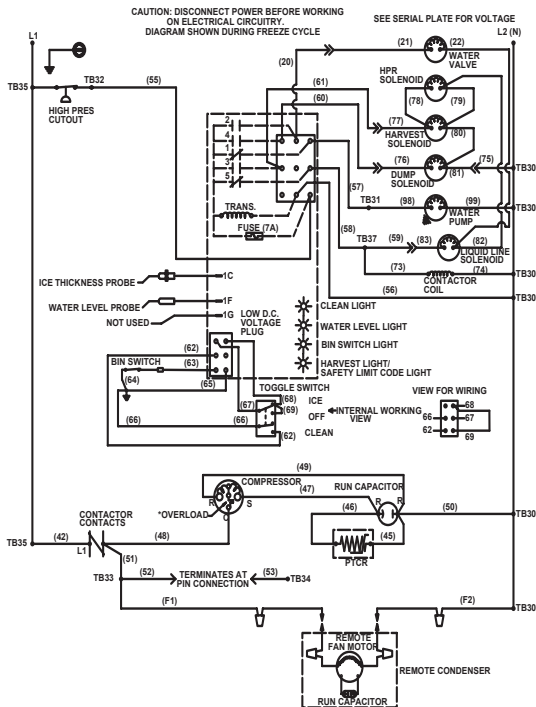 CAUTION: DISCONNECT POWER BEFORE WORKING
ON ELECTRICAL CIRCUITRY.
DIAGRAM SHOWN DURING FREEZE CYCLE
SEE SERIAL PLATE FOR VOLTAGE
L1
L2 (N)
(21)
(22)
WATER
VALVE
(20)
TB35
TB32
(55)
HIGH PRES
CUTOUT
(61)
(60)
HPR
SOLENOID
(78)
(79)
(77)
HARVEST
SOLENOID
(80)
2
4
1
3
5
(76)
DUMP
SOLENOID
(81)
(75)
TB30
(57)
TB31
(98)
(99)
WATER
PUMP
TB30
TRANS.
FUSE (7A)
(58)
TB37
(59)
(83)
(82)
LIQUID LINE
SOLENOID
(73)
(74)
CONTACTOR
COIL
TB30
(56)
TB30
ICE THICKNESS PROBE
1C
WATER LEVEL PROBE
1F
NOT USED
1G
LOW D.C.
VOLTAGE
PLUG
CLEAN LIGHT
WATER LEVEL LIGHT
BIN SWITCH LIGHT
HARVEST LIGHT/
SAFETY LIMIT CODE LIGHT
(62)
BIN SWITCH
(63)
(64)
(65)
TOGGLE SWITCH
(67)
(68)
(69)
ICE
OFF
CLEAN
INTERNAL WORKING
VIEW
(66)
(66)
(62)
VIEW FOR WIRING
68
66
67
62
69
(49)
COMPRESSOR
(47)
RUN CAPACITOR
R
S
C
*OVERLOAD
R
R
(46)
(45)
(50)
TB30
PTCR
CONTACTOR
CONTACTS
TB35
(42)
L1
(48)
(51)
TB33
(52)
TERMINATES AT
PIN CONNECTION
(53)
TB34
(F1)
(F2)
TB30
REMOTE
FAN MOTOR
REMOTE CONDENSER
RUN CAPACITOR